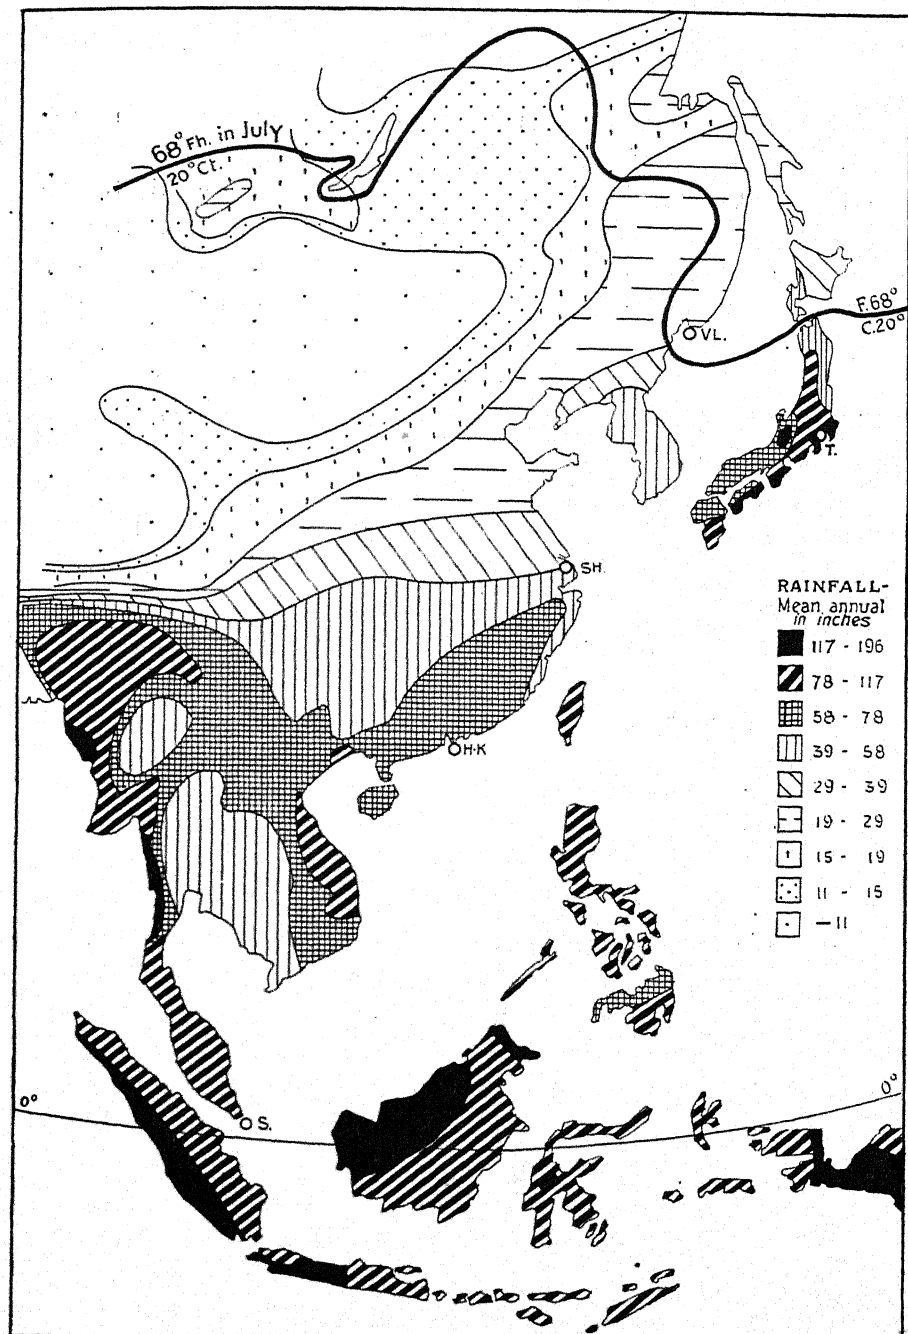 68° Fh. in July
20° Ct.
F. 68°
C. 20°
VL.
T.
SH.
H·K
RAINFALL-
Mean annual
in inches
117 - 196
78 - 117
58 - 78
39 - 58
29 - 39
19 - 29
15 - 19
11 - 15
- 11
0°
0°
S.